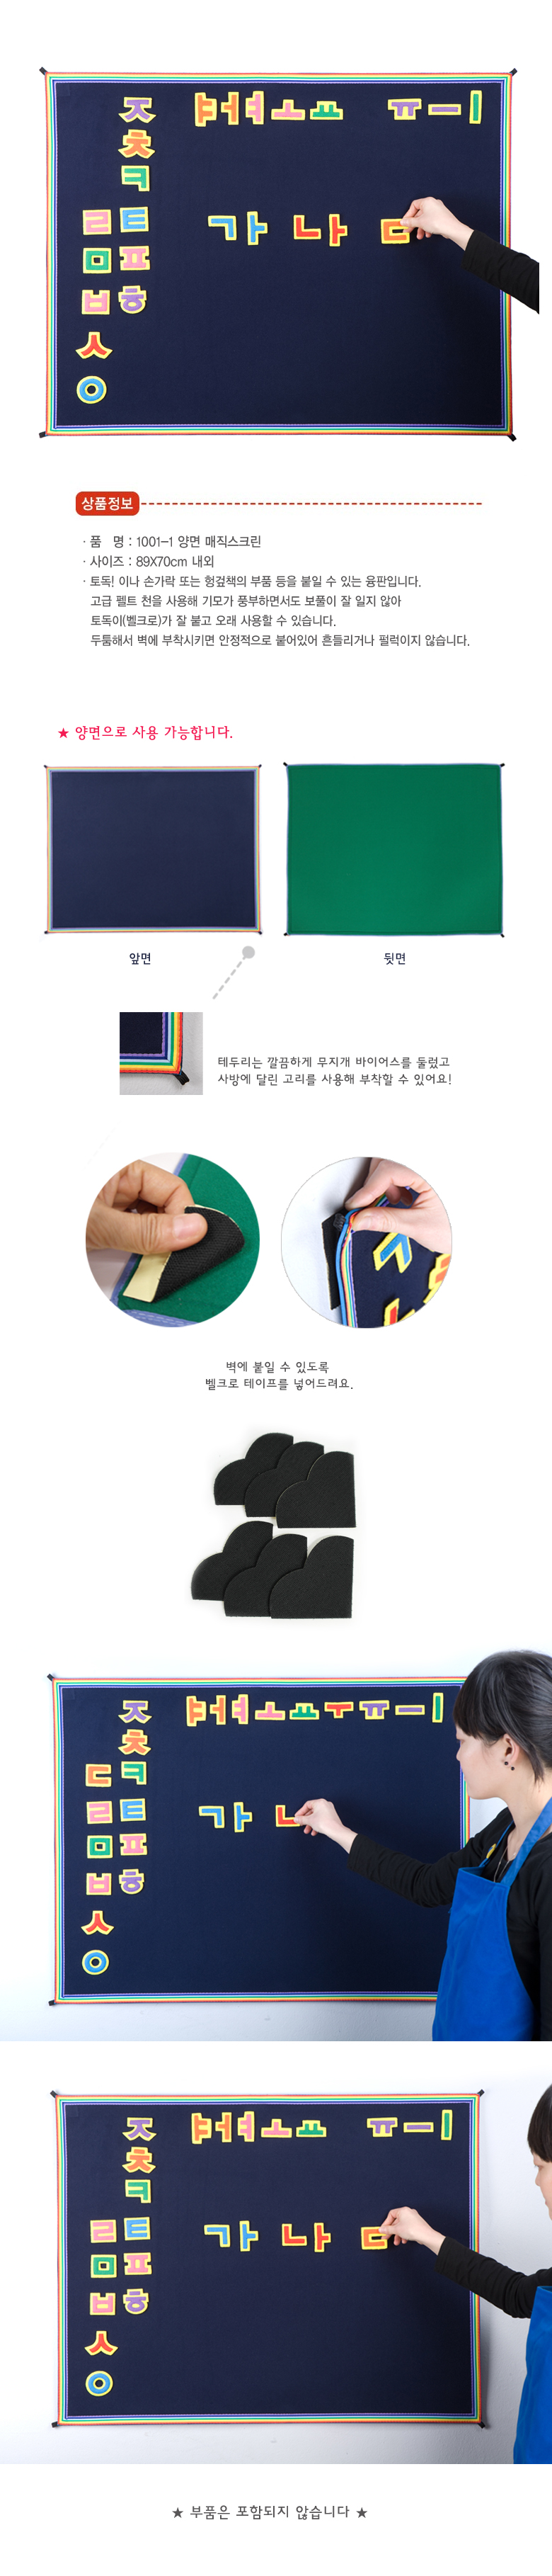 ㅈ ㅑ ㅓ ㅕ ㅗ ㅛ ㅠ ㅡ ㅣ
ㅊ
ㅋ
ㄹ ㅌ 가 나 ㄷ
ㅁ ㅍ
ㅂ ㅎ
ㅅ
ㅇ
상품정보
· 품 명 : 1001-1 양면 매직스크린
· 사이즈 : 89X70cm 내외
· 토독! 이나 손가락 또는 헝겊책의 부품 등을 붙일 수 있는 융판입니다.
고급 펠트 천을 사용해 기모가 풍부하면서도 보풀이 잘 일지 않아
토독이(벨크로)가 잘 붙고 오래 사용할 수 있습니다.
두툼해서 벽에 부착시키면 안정적으로 붙어있어 흔들리거나 펄럭이지 않습니다.
★ 양면으로 사용 가능합니다.
앞면 뒷면
테두리는 깔끔하게 무지개 바이어스를 둘렀고
사방에 달린 고리를 사용해 부착할 수 있어요!
벽에 붙일 수 있도록
벨크로 테이프를 넣어드려요.
ㅈ ㅑ ㅓ ㅕ ㅗ ㅛ ㅜ ㅠ ㅡ ㅣ
ㅊ
ㄷ ㅋ
ㄹ ㅌ 가 ㄴ
ㅁ ㅍ
ㅂ ㅎ
ㅅ
ㅇ
ㅈ ㅑ ㅓ ㅕ ㅗ ㅛ ㅠ ㅡ ㅣ
ㅊ
ㅋ
ㄹ ㅌ 가 나 ㄷ
ㅁ ㅍ
ㅂ ㅎ
ㅅ
ㅇ
★ 부품은 포함되지 않습니다 ★